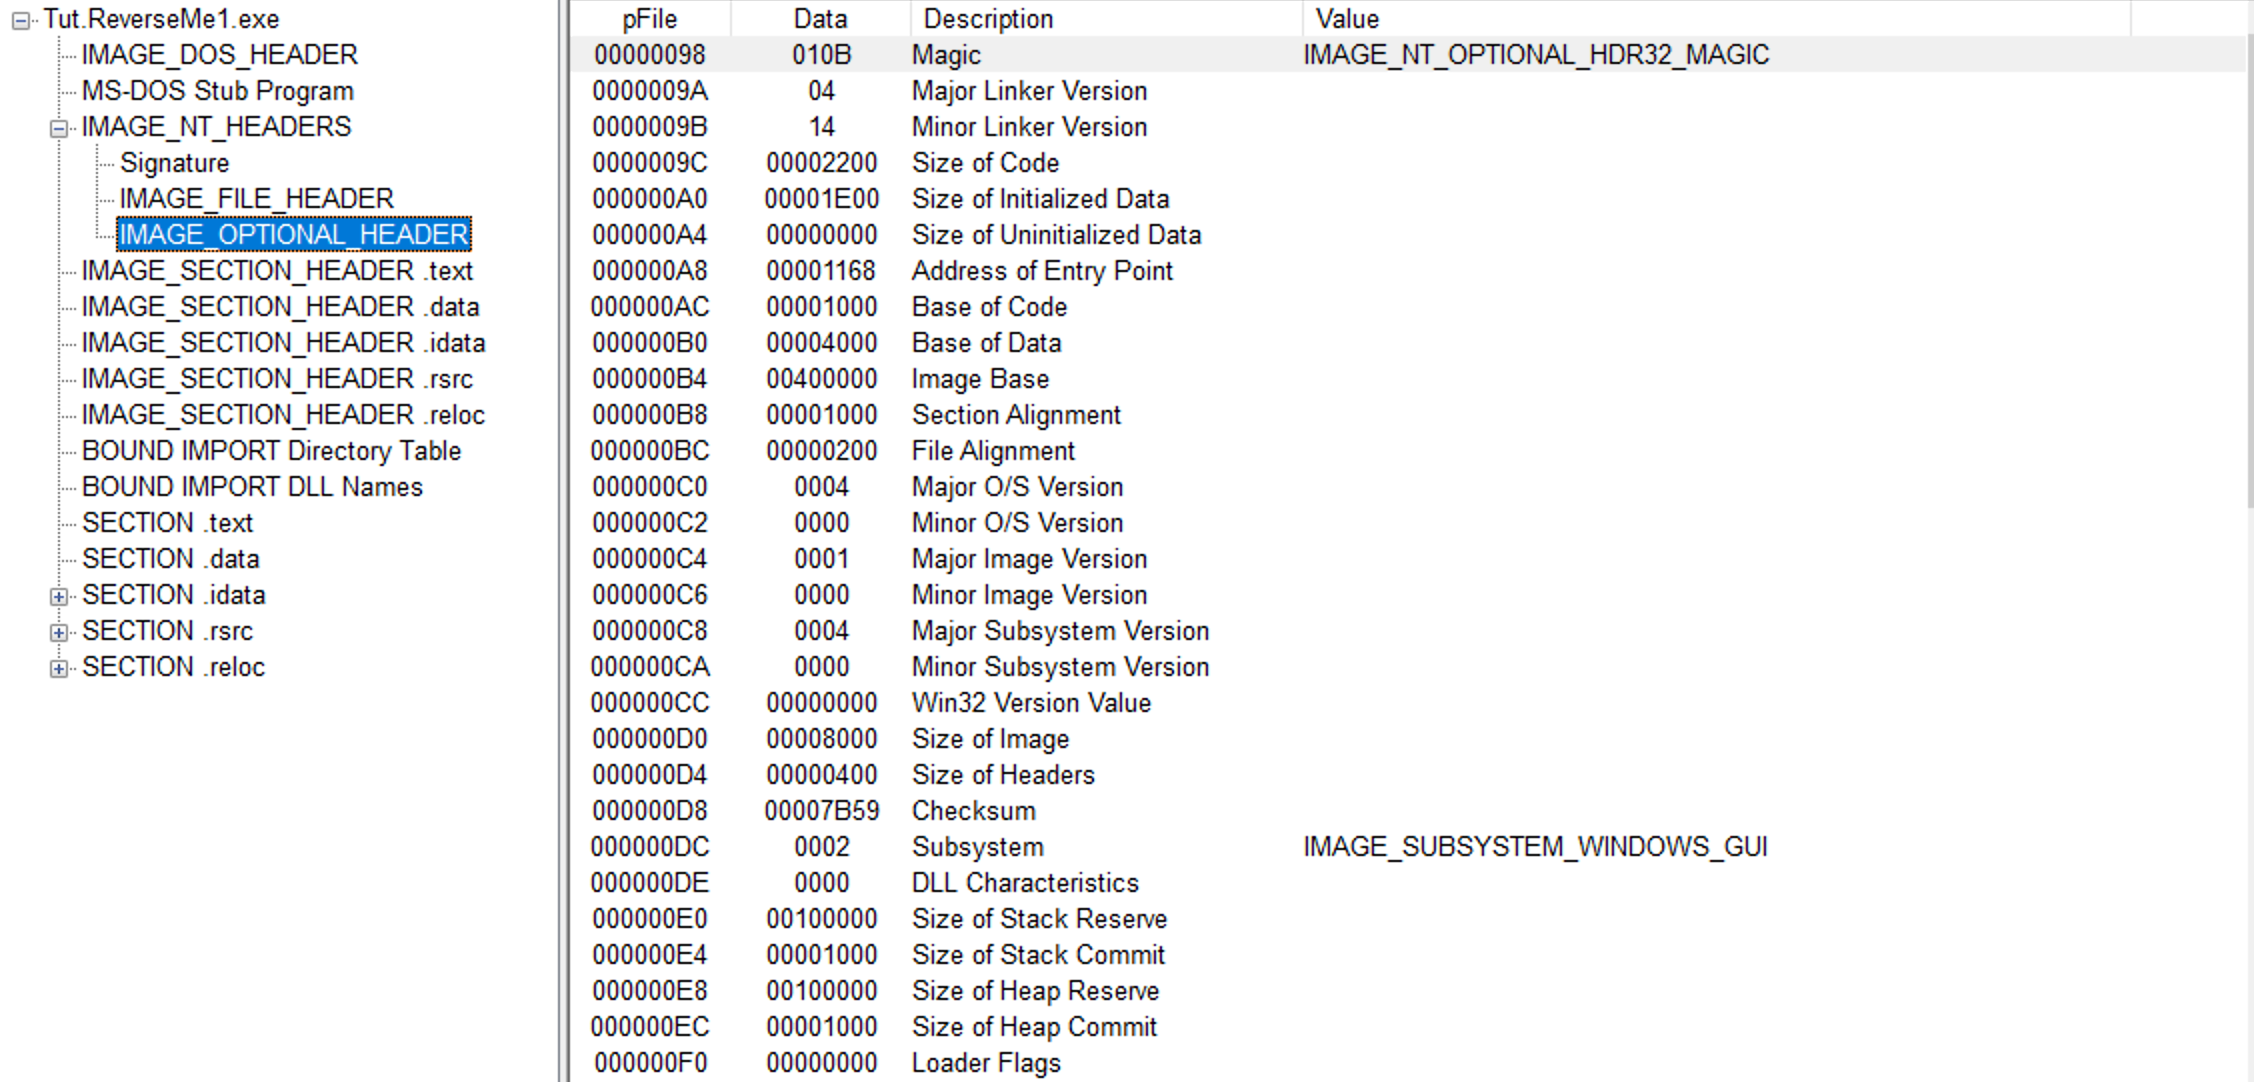 Tut.ReverseMe1.exe
IMAGE_DOS_HEADER
MS-DOS Stub Program
IMAGE_NT_HEADERS
Signature
IMAGE_FILE_HEADER
IMAGE_OPTIONAL_HEADER
IMAGE_SECTION_HEADER .text
IMAGE_SECTION_HEADER .data
IMAGE_SECTION_HEADER .idata
IMAGE_SECTION_HEADER .rsrc
IMAGE_SECTION_HEADER .reloc
BOUND IMPORT Directory Table
BOUND IMPORT DLL Names
SECTION .text
SECTION .data
SECTION .idata
SECTION .rsrc
SECTION .reloc
pFile Data Description Value
00000098 010B Magic IMAGE_NT_OPTIONAL_HDR32_MAGIC
0000009A 04 Major Linker Version
0000009B 14 Minor Linker Version
0000009C 00002200 Size of Code
000000A0 00001E00 Size of Initialized Data
000000A4 00000000 Size of Uninitialized Data
000000A8 00001168 Address of Entry Point
000000AC 00001000 Base of Code
000000B0 00004000 Base of Data
000000B4 00400000 Image Base
000000B8 00001000 Section Alignment
000000BC 00000200 File Alignment
000000C0 0004 Major O/S Version
000000C2 0000 Minor O/S Version
000000C4 0001 Major Image Version
000000C6 0000 Minor Image Version
000000C8 0004 Major Subsystem Version
000000CA 0000 Minor Subsystem Version
000000CC 00000000 Win32 Version Value
000000D0 00008000 Size of Image
000000D4 00000400 Size of Headers
000000D8 00007B59 Checksum
000000DC 0002 Subsystem IMAGE_SUBSYSTEM_WINDOWS_GUI
000000DE 0000 DLL Characteristics
000000E0 00100000 Size of Stack Reserve
000000E4 00001000 Size of Stack Commit
000000E8 00100000 Size of Heap Reserve
000000EC 00001000 Size of Heap Commit
000000F0 00000000 Loader Flags